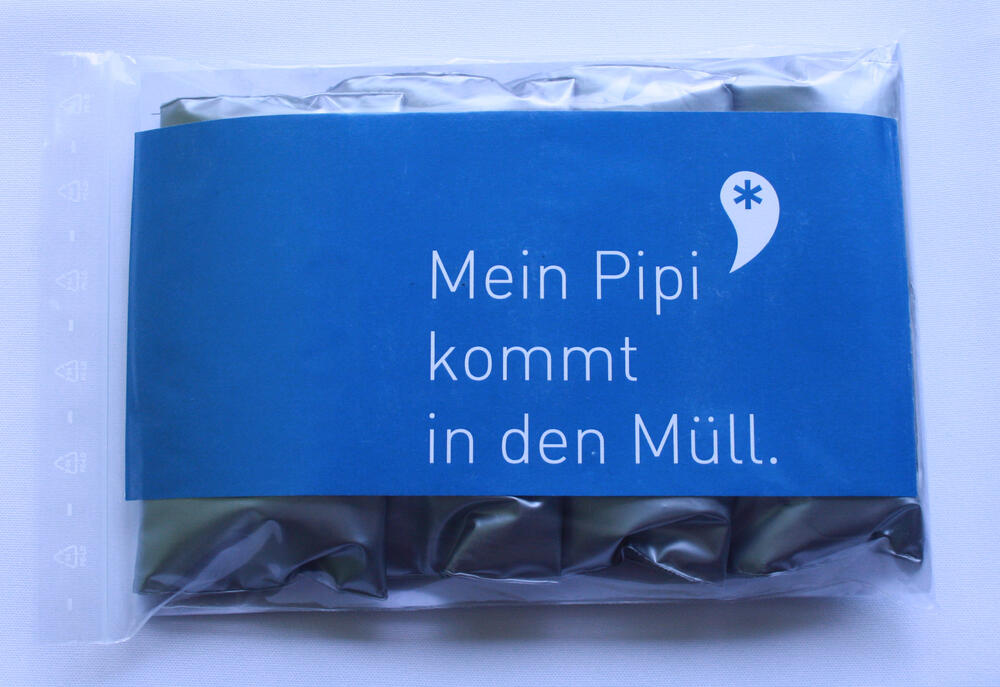 Mein Pipi*
kommt
in den Müll.